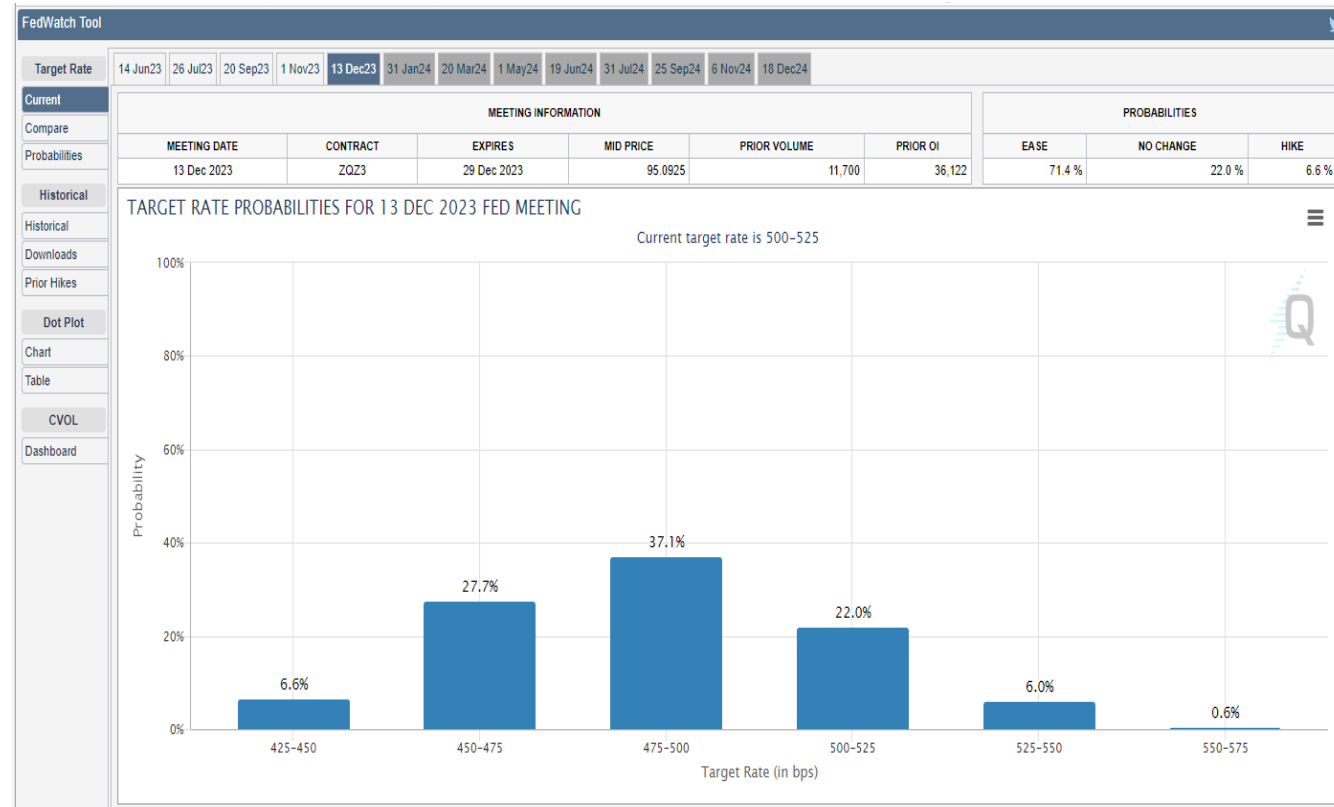 FedWatch Tool
Target Rate
Current
Compare
Probabilities
Historical
Historical
Downloads
Prior Hikes
Dot Plot
Chart
Table
CVOL
Dashboard
14 Jun23 26 Jul23 20 Sep23 1 Nov23 13 Dec23 31 Jan24 20 Mar24 1 May24 19 Jun24 31 Jul24 25 Sep24 6 Nov24 18 Dec24
MEETING INFORMATION
MEETING DATE CONTRACT EXPIRES MID PRICE PRIOR VOLUME PRIOR OI
13 Dec 2023 ZQZ3 29 Dec 2023 95.0925 11,700 36,122
PROBABILITIES
EASE NO CHANGE HIKE
71.4 % 22.0 % 6.6 %
TARGET RATE PROBABILITIES FOR 13 DEC 2023 FED MEETING
Current target rate is 500-525
Q
Probability
100%
80%
60%
40%
20%
0%
6.6%
27.7%
37.1%
22.0%
6.0%
0.6%
425-450 450-475 475-500 500-525 525-550 550-575
Target Rate (in bps)